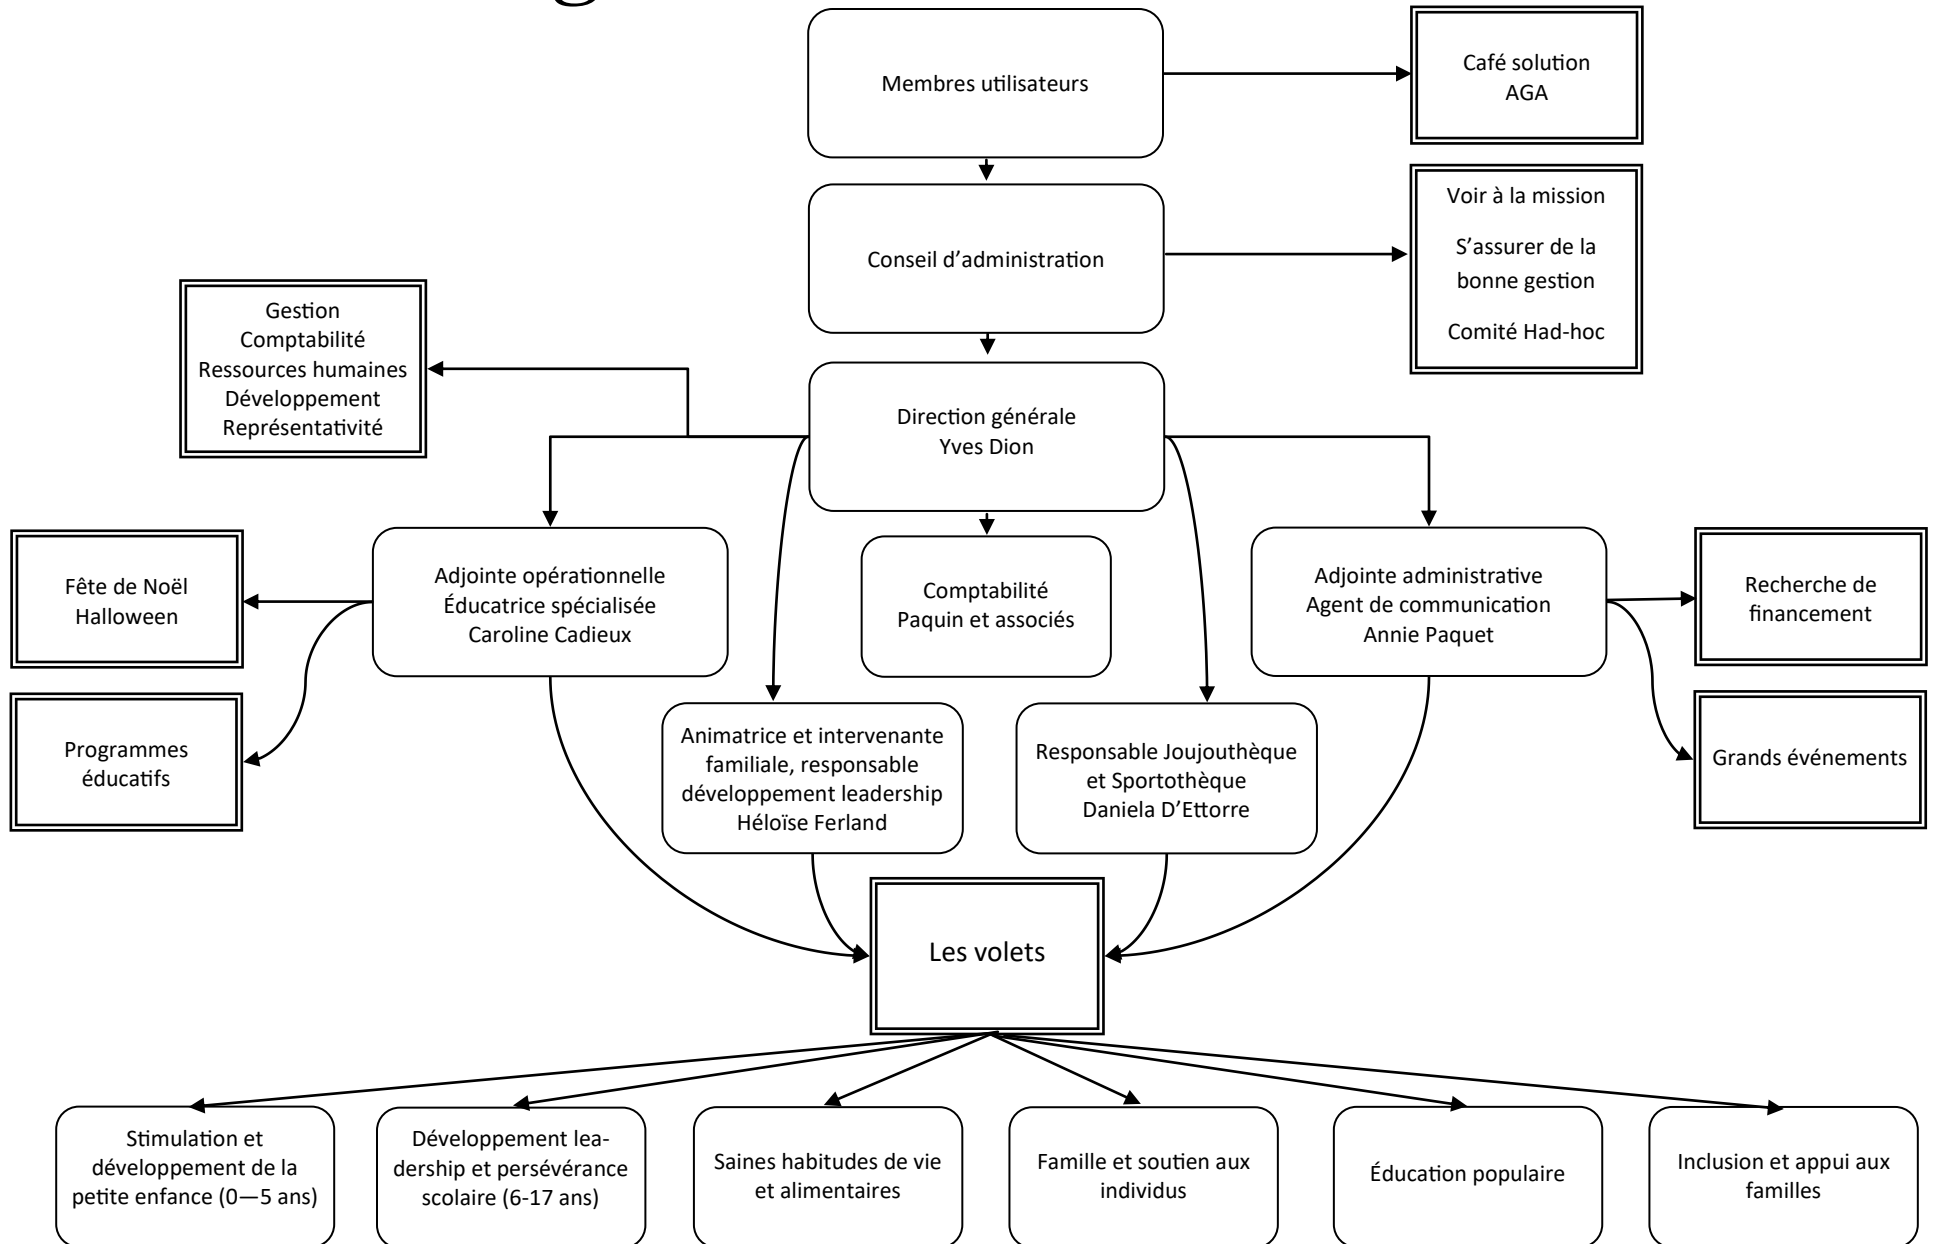 Membres utilisateurs
Café solution
AGA
Conseil d’administration
Voir à la mission
S’assurer de la
bonne gestion
Comité Had-hoc
Gestion
Comptabilité
Ressources humaines
Développement
Représentativité
Direction générale
Yves Dion
Fête de Noël
Halloween
Adjointe opérationnelle
Éducatrice spécialisée
Caroline Cadieux
Comptabilité
Paquin et associés
Adjointe administrative
Agent de communication
Annie Paquet
Recherche de
financement
Programmes
éducatifs
Animatrice et intervenante
familiale, responsable
développement leadership
Héloïse Ferland
Responsable Joujouthèque
et Sportothèque
Daniela D’Ettorre
Grands événements
Les volets
Stimulation et
développement de la
petite enfance (0—5 ans)
Développement lea-
dership et persévérance
scolaire (6-17 ans)
Saines habitudes de vie
et alimentaires
Famille et soutien aux
individus
Éducation populaire
Inclusion et appui aux
familles